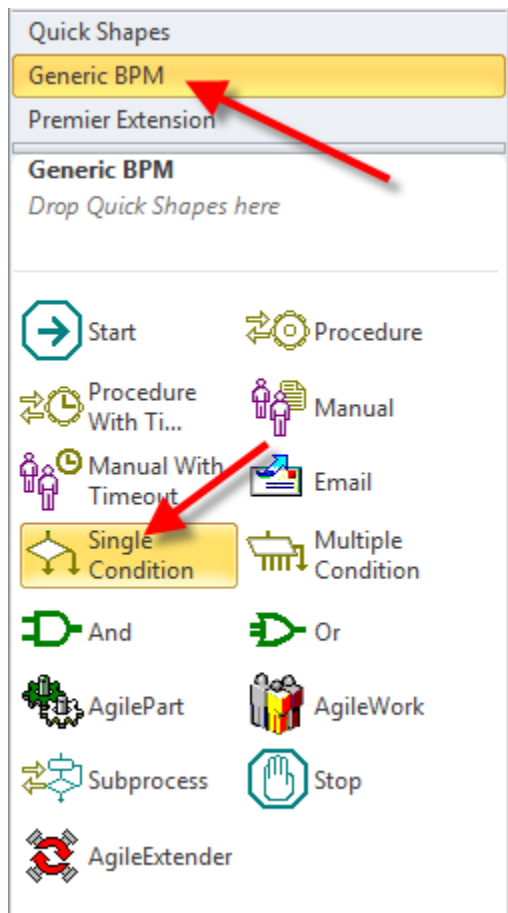 Quick Shapes
Generic BPM
Premier Extension
Generic BPM
Drop Quick Shapes here
Start
Procedure
Procedure
With Ti...
Manual
Manual With
Timeout
Email
Single
Condition
Multiple
Condition
And
Or
AgilePart
AgileWork
Subprocess
Stop
AgileExtender